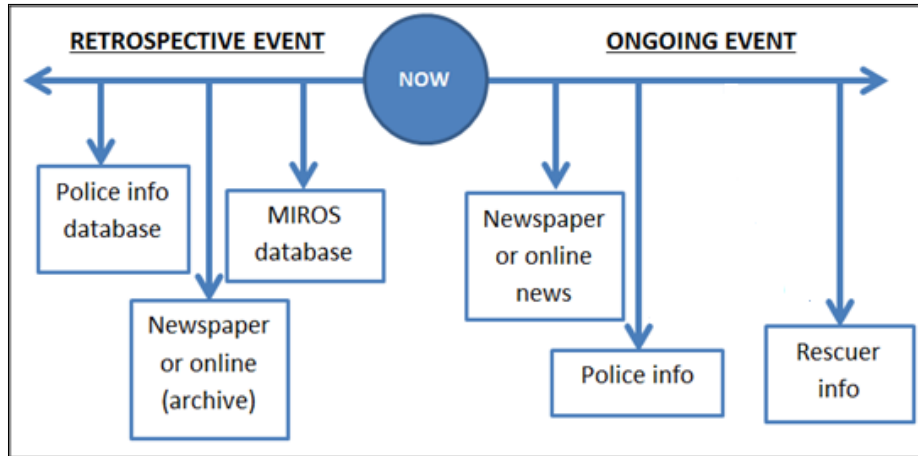 RETROSPECTIVE EVENT
NOW
ONGOING EVENT
Police info
database
Newspaper
or online
(archive)
MIROS
database
Newspaper
or online
news
Police info
Rescuer
info